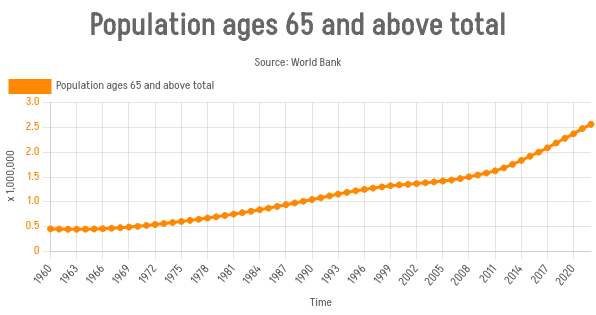 Population ages 65 and above total
Source: World Bank
Population ages 65 and above total
3.0
2.5
2.0
1.5
1.0
0.5
0
x 1,000,000
1960 1963 1966 1969 1972 1975 1978 1981 1984 1987 1990 1993 1996 1999 2002 2005 2008 2011 2014 2017 2020
Time